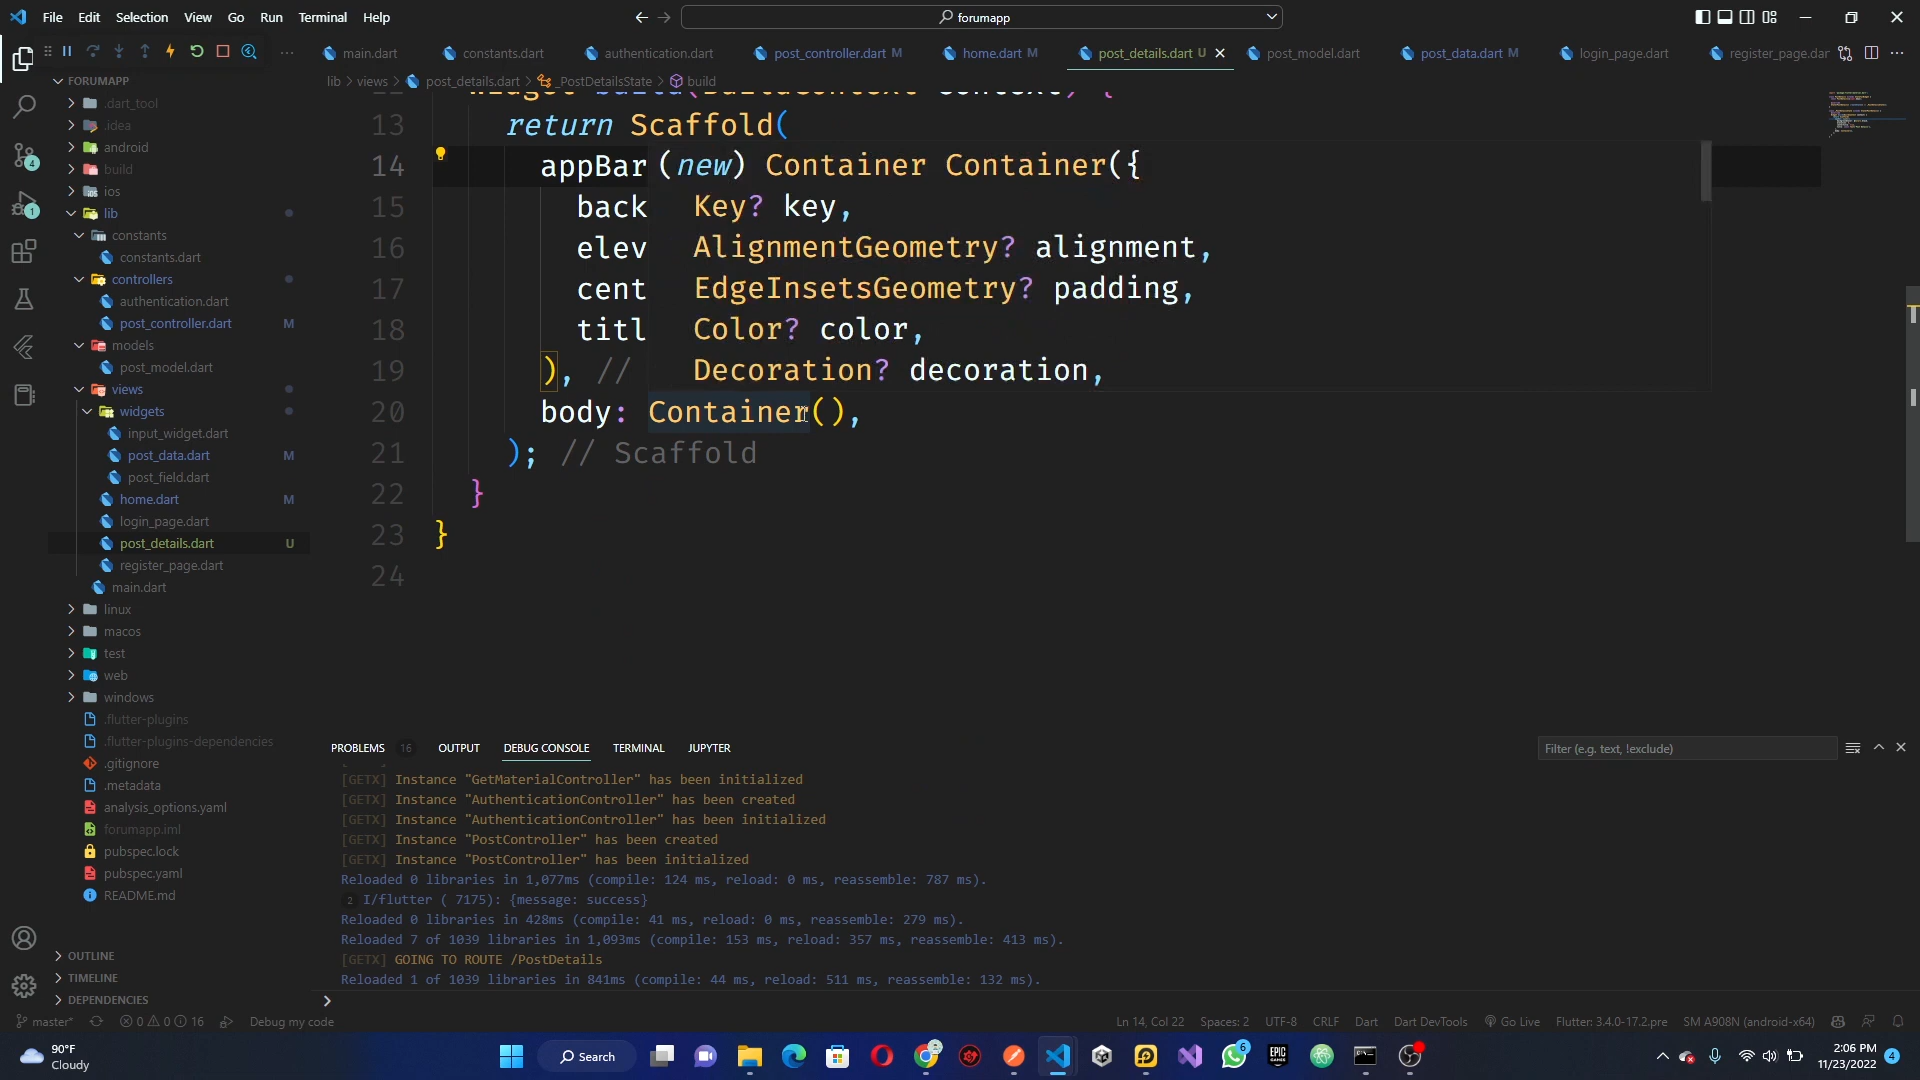 File Edit Selection View Go Run Terminal Help
forumapp
main.dart
constants.dart
authentication.dart
post_controller.dart M
home.dart M
post_details.dart U
post_model.dart
post_data.dart M
login_page.dart
register_page.dar
lib > views > post_details.dart > _PostDetailsState > build
FORUMAPP
.dart_tool
.idea
android
build
ios
lib
constants
constants.dart
controllers
authentication.dart
post_controller.dart M
models
post_model.dart
views
widgets
input_widget.dart
post_data.dart M
post_field.dart
home.dart M
login_page.dart
post_details.dart U
register_page.dart
main.dart
linux
macos
test
web
windows
.flutter-plugins
.flutter-plugins-dependencies
.gitignore
.metadata
analysis_options.yaml
forumapp.iml
pubspec.lock
pubspec.yaml
README.md
OUTLINE
TIMELINE
DEPENDENCIES
4
1
13 return Scaffold(
14 appBar
15 back
16 elev
17 cent
18 titl
19 ), //
20 body: Container(),
21 ); // Scaffold
22 }
23 }
24
(new) Container Container({
Key? key,
AlignmentGeometry? alignment,
EdgeInsetsGeometry? padding,
Color? color,
Decoration? decoration,
PROBLEMS 16 OUTPUT DEBUG CONSOLE TERMINAL JUPYTER
Filter (e.g. text, !exclude)
[GETX] Instance "GetMaterialController" has been initialized
[GETX] Instance "AuthenticationController" has been created
[GETX] Instance "AuthenticationController" has been initialized
[GETX] Instance "PostController" has been created
[GETX] Instance "PostController" has been initialized
Reloaded 0 libraries in 1,077ms (compile: 124 ms, reload: 0 ms, reassemble: 787 ms).
2 I/flutter ( 7175): {message: success}
Reloaded 0 libraries in 428ms (compile: 41 ms, reload: 0 ms, reassemble: 279 ms).
Reloaded 7 of 1039 libraries in 1,093ms (compile: 153 ms, reload: 357 ms, reassemble: 413 ms).
[GETX] GOING TO ROUTE /PostDetails
Reloaded 1 of 1039 libraries in 841ms (compile: 44 ms, reload: 511 ms, reassemble: 132 ms).
master* 0 0 16 Debug my code
Ln 14, Col 22 Spaces: 2 UTF-8 CRLF Dart Dart DevTools Go Live Flutter: 3.4.0-17.2.pre SM A908N (android-x64)
90°F
Cloudy
Search
EPIC GAMES
6
2:06 PM
11/23/2022
4